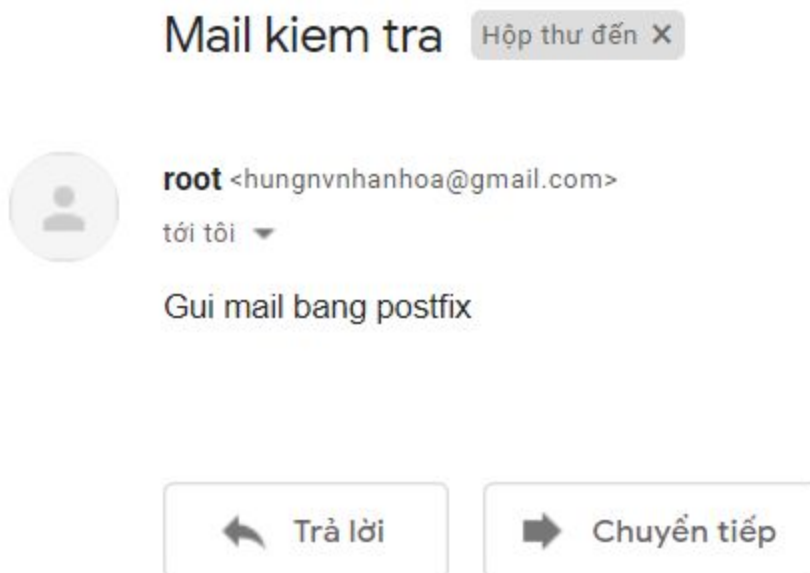 Mail kiem tra Hộp thư đến X
root <hungnvnhanhoa@gmail.com>
tới tôi
Gui mail bang postfix
Trả lời Chuyển tiếp